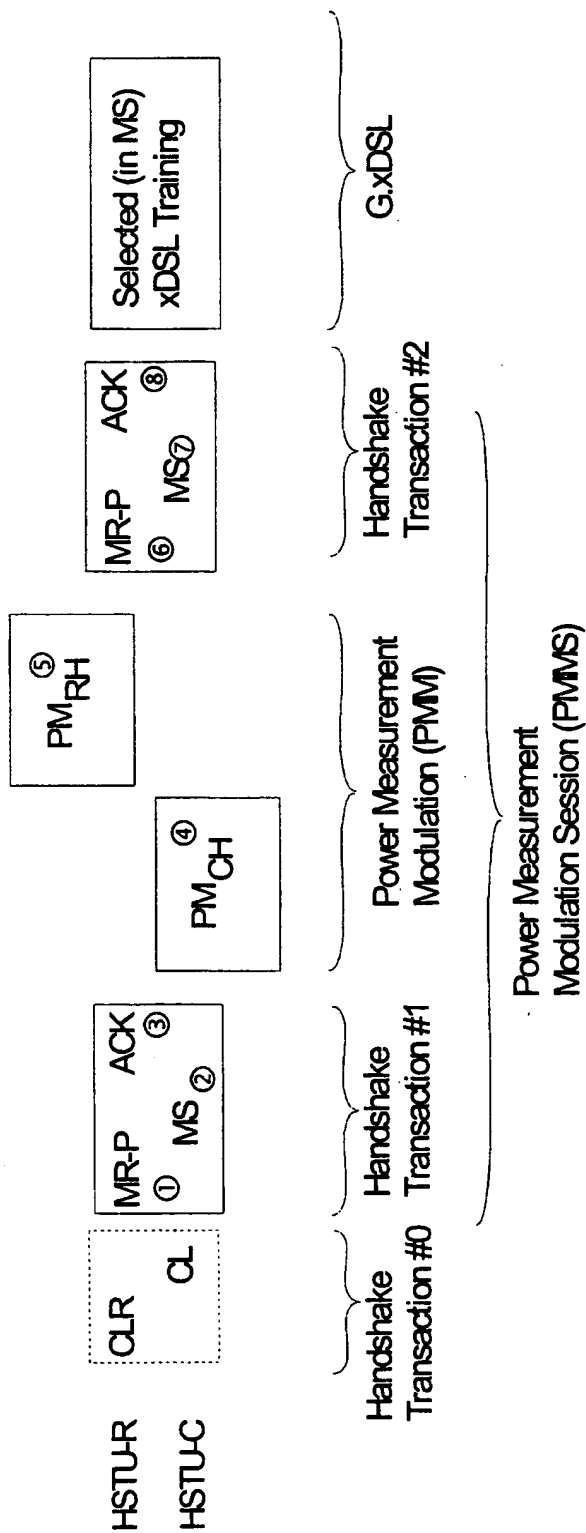 HSTU-R
HSTU-C
CLR
CL
Handshake
Transaction #0
MR-P ACK
① MS ② ③
Handshake
Transaction #1
PM CH ④
PM RH ⑤
Power Measurement
Modulation (PMM)
MR-P ACK
⑥ MS⑦ ⑧
Handshake
Transaction #2
Power Measurement
Modulation Session (PMMS)
Selected (in MS)
xDSL Training
G.xDSL